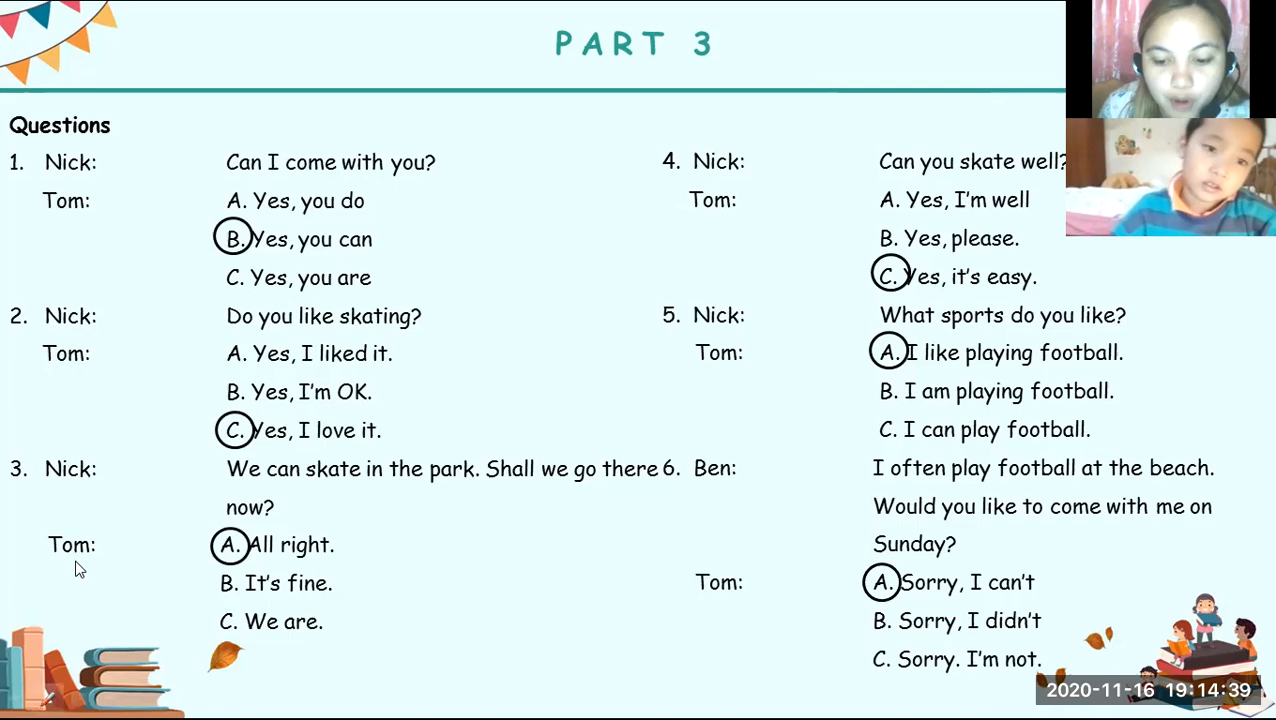 PART 3
Questions
1. Nick: Can I come with you?
Tom: A. Yes, you do
B. Yes, you can
C. Yes, you are
2. Nick: Do you like skating?
Tom: A. Yes, I liked it.
B. Yes, I'm OK.
C. Yes, I love it.
3. Nick: We can skate in the park. Shall we go there
now?
Tom: A. All right.
B. It's fine.
C. We are.
4. Nick: Can you skate well?
Tom: A. Yes, I'm well
B. Yes, please.
C. Yes, it's easy.
5. Nick: What sports do you like?
Tom: A. I like playing football.
B. I am playing football.
C. I can play football.
6. Ben: I often play football at the beach.
Would you like to come with me on
Sunday?
Tom: A. Sorry, I can't
B. Sorry, I didn't
C. Sorry. I'm not.
2020-11-16 19:14:39